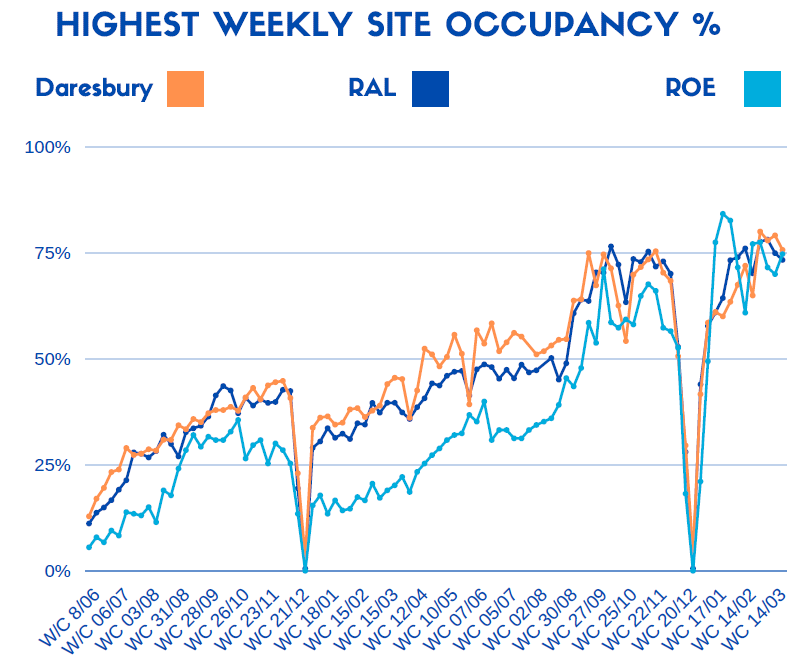 HIGHEST WEEKLY SITE OCCUPANCY %
Daresbury
RAL
ROE
100%
75%
50%
25%
0%
W/C 8/06
W/C 06/07
WC 03/08
WC 31/08
WC 28/09
WC 26/10
WC 23/11
WC 21/12
WC 18/01
WC 15/02
WC 15/03
WC 12/04
WC 10/05
WC 07/06
WC 05/07
WC 02/08
WC 30/08
WC 27/09
WC 25/10
WC 22/11
WC 20/12
WC 17/01
WC 14/02
WC 14/03